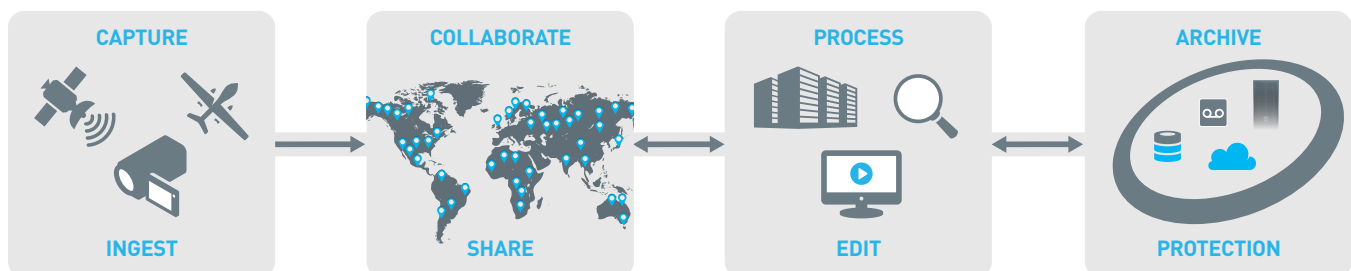 CAPTURE
INGEST
COLLABORATE
SHARE
PROCESS
EDIT
ARCHIVE
PROTECTION